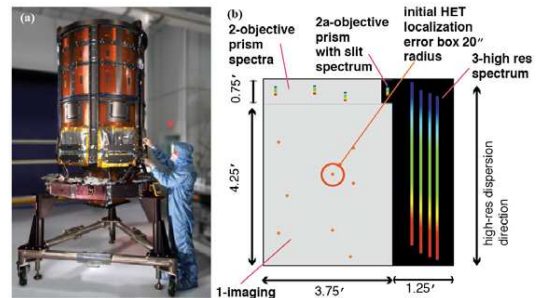 (a)
(b)
2-objective
prism
spectra
2a-objective
prism
with slit
spectrum
initial HET
localization
error box 20″
radius
3-high res
spectrum
0.75′
4.25′
high-res dispersion
direction
1-imaging
3.75′
1.25′